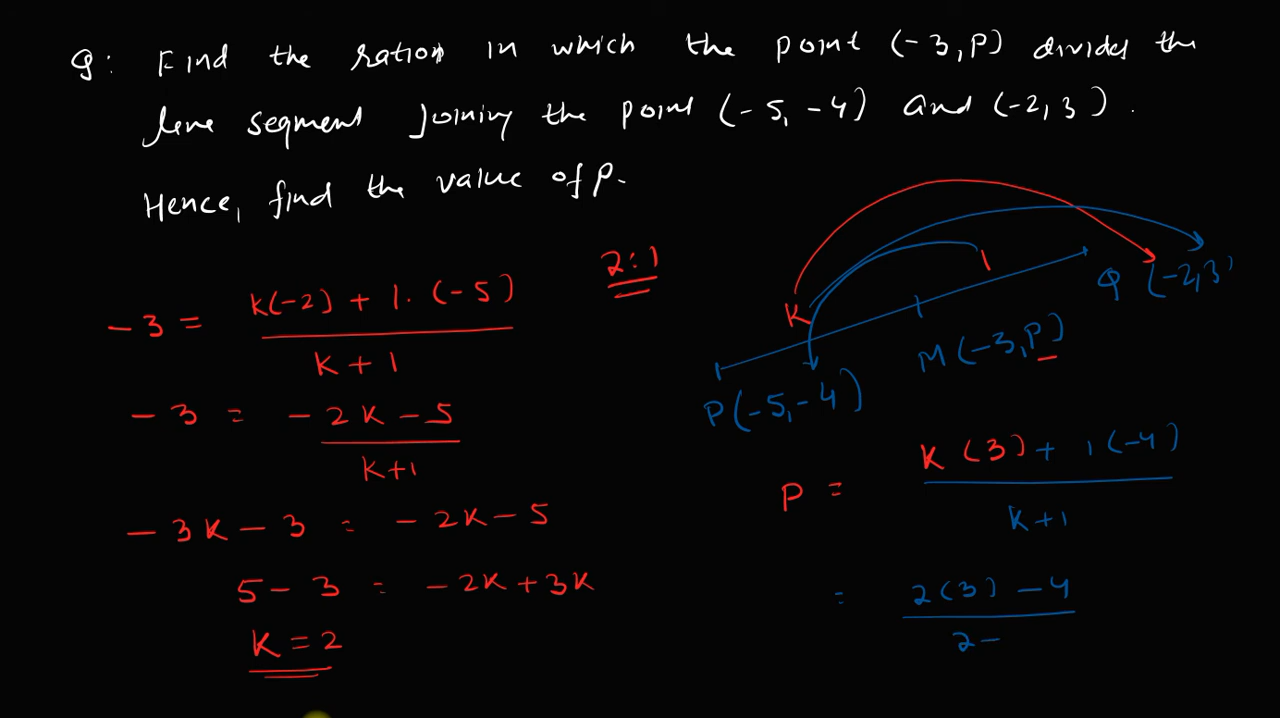 Q: Find the ration in which the point (-3, P) divides the
line segment Joining the point (-5, -4) and (-2, 3).
Hence, find the value of P.
2:1
-3 = K(-2) + 1. (-5)
K + 1
-3 = -2K - 5
K+1
-3K - 3 = -2K - 5
5 - 3 = -2K + 3K
K = 2
K
1
Q (-2, 3)
M (-3, P)
P(-5, -4)
P = K (3) + 1 (-4)
K + 1
= 2(3) - 4
2 -